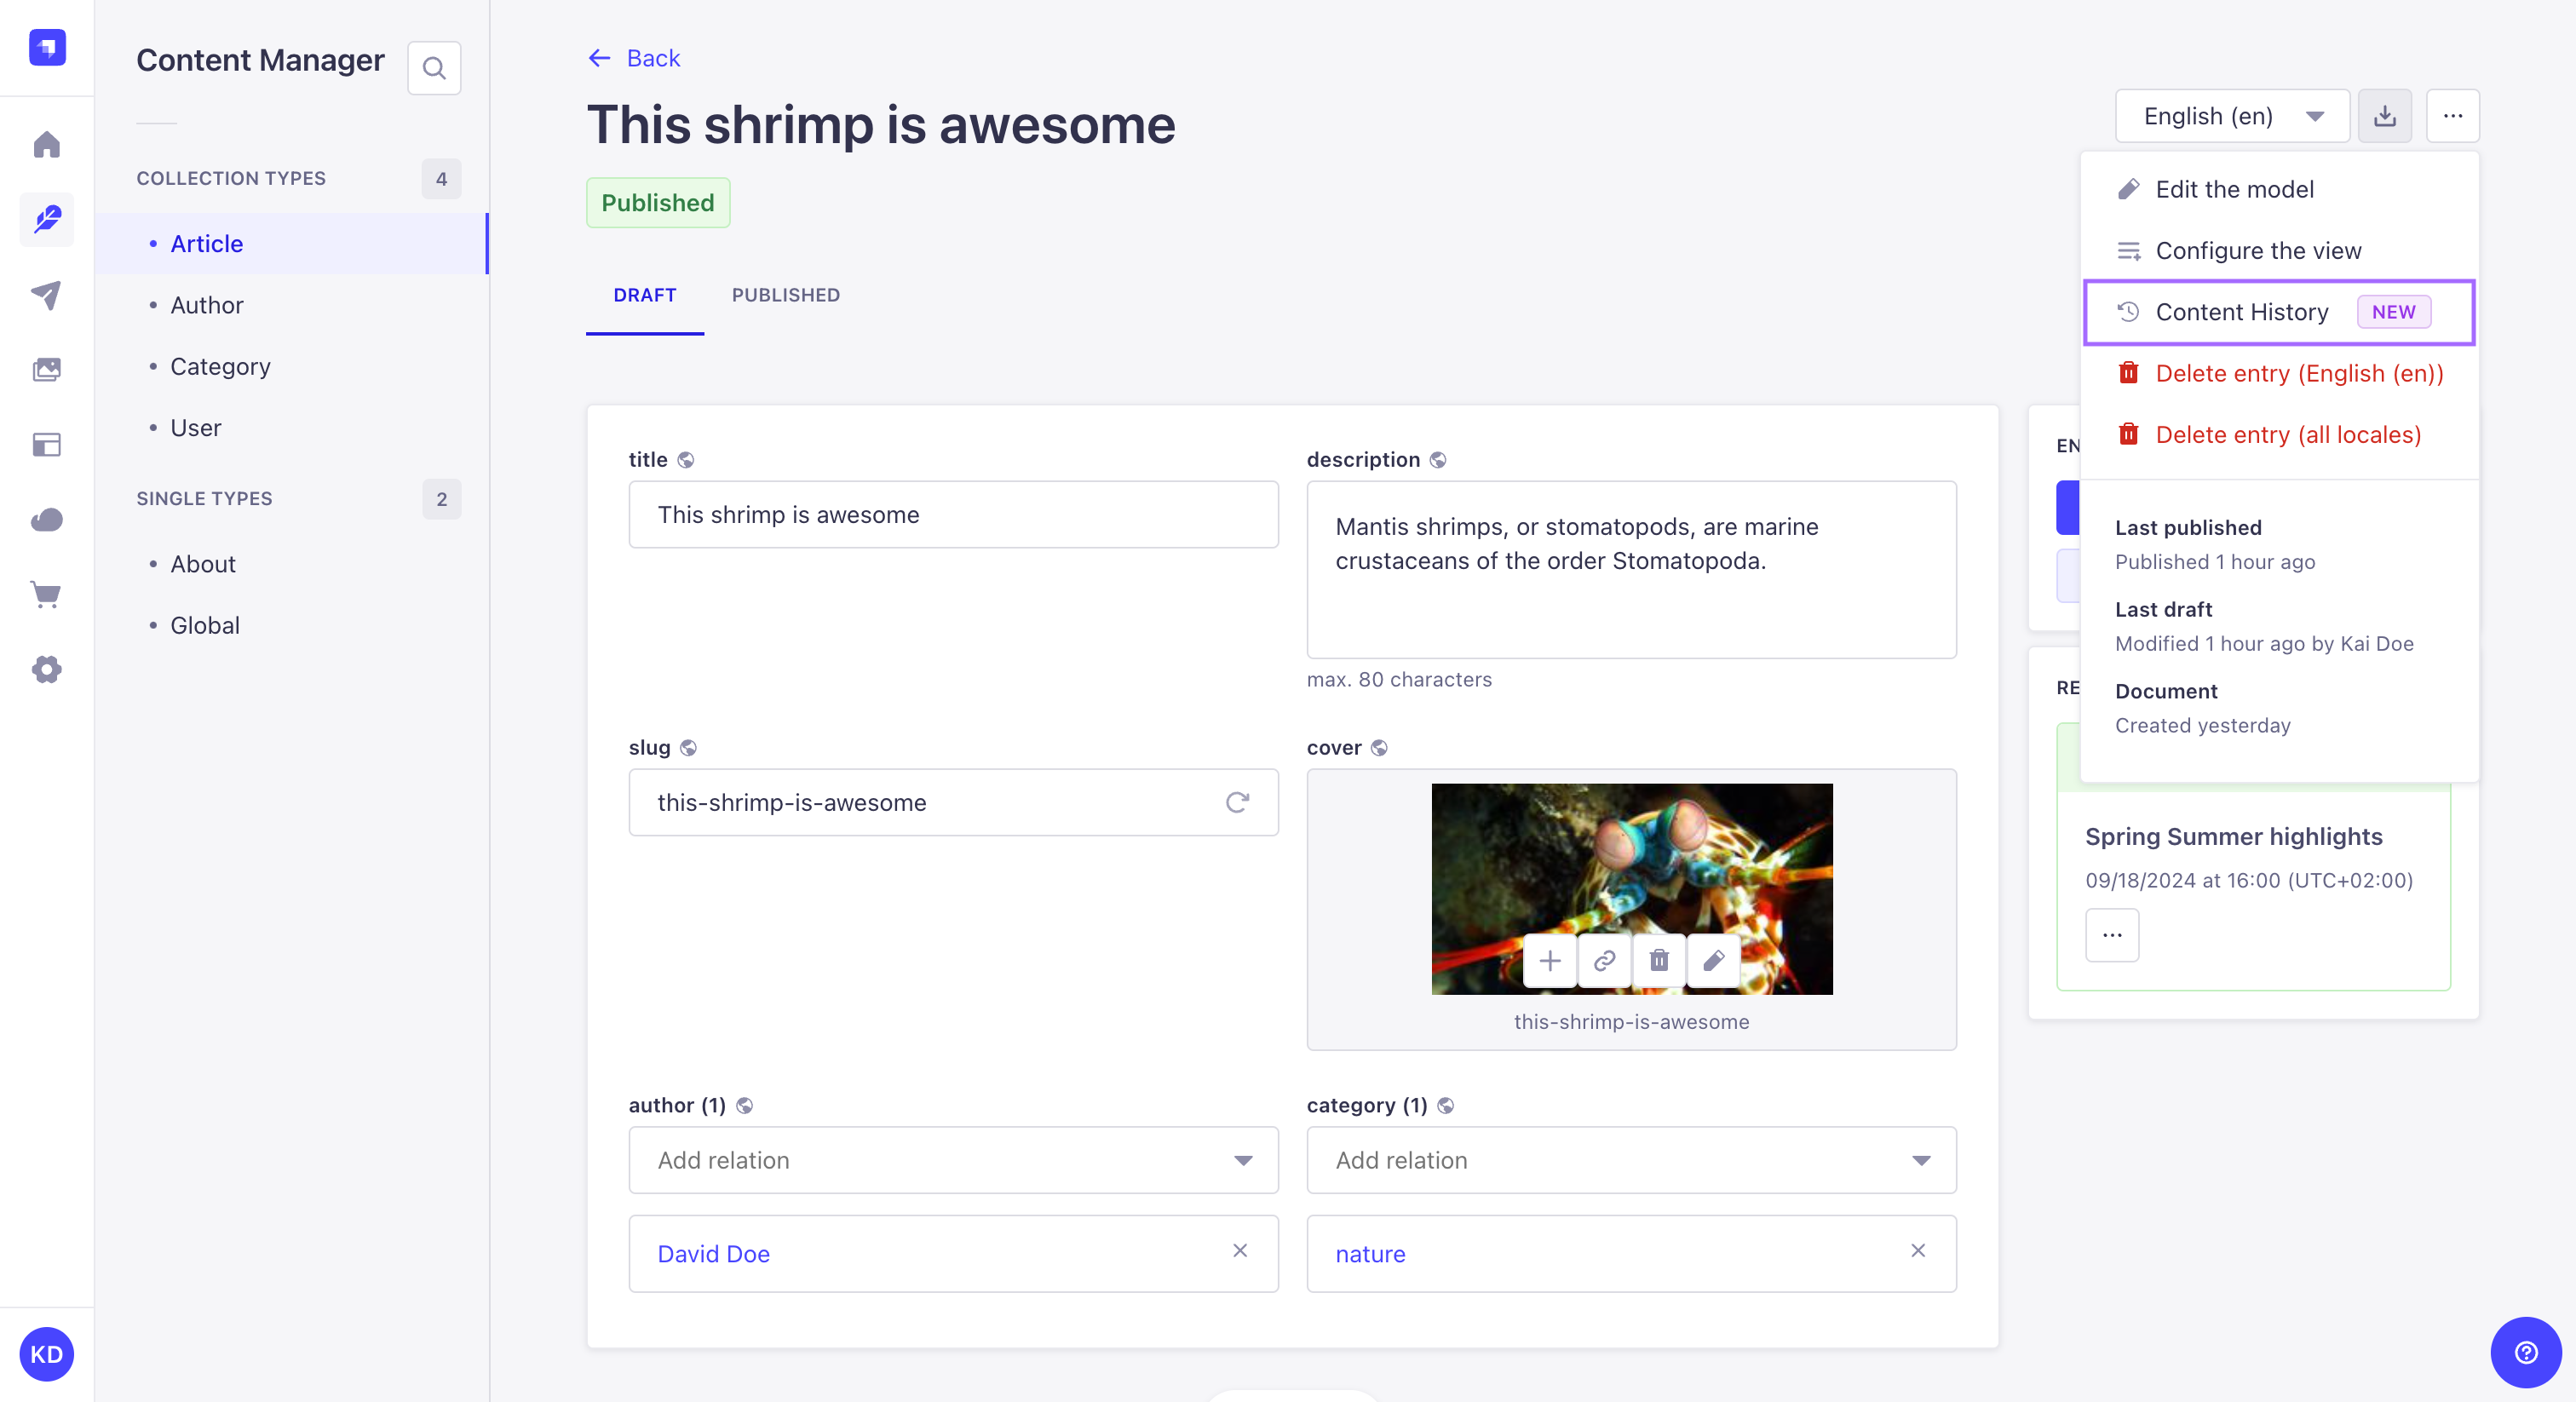 Content Manager
COLLECTION TYPES 4
Article
Author
Category
User
SINGLE TYPES 2
About
Global
KD
Back
This shrimp is awesome
Published
DRAFT PUBLISHED
English (en)
Edit the model
Configure the view
Content History NEW
Delete entry (English (en))
Delete entry (all locales)
Last published
Published 1 hour ago
Last draft
Modified 1 hour ago by Kai Doe
Document
Created yesterday
title
This shrimp is awesome
description
Mantis shrimps, or stomatopods, are marine
crustaceans of the order Stomatopoda.
max. 80 characters
slug
this-shrimp-is-awesome
cover
this-shrimp-is-awesome
author (1)
Add relation
David Doe
category (1)
Add relation
nature
EN
RE
Spring Summer highlights
09/18/2024 at 16:00 (UTC+02:00)